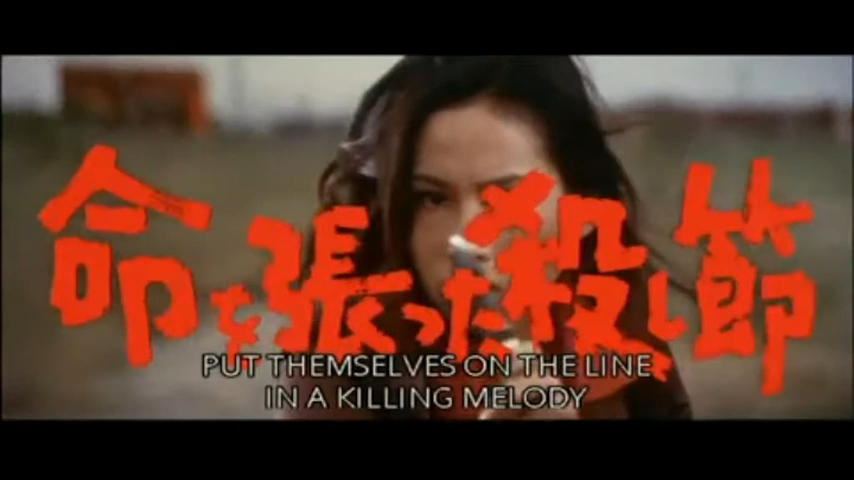 命を張った殺し節
PUT THEMSELVES ON THE LINE
IN A KILLING MELODY